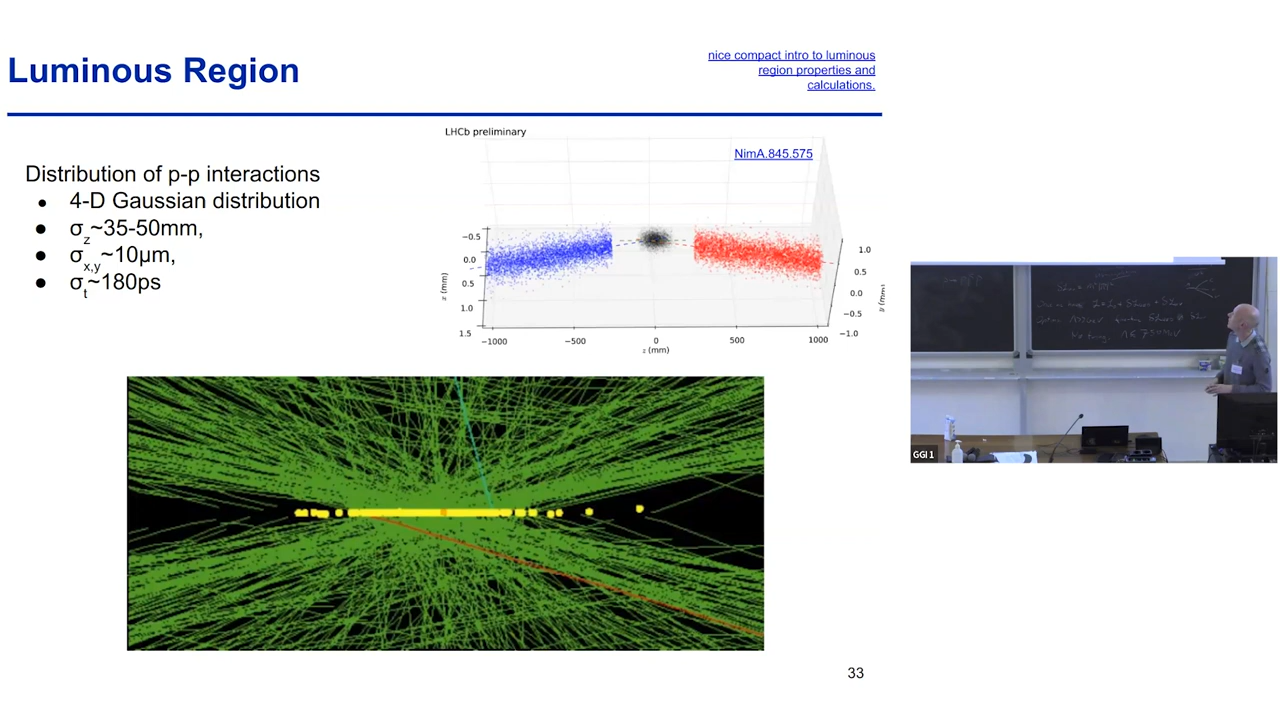 Luminous Region
nice compact intro to luminous
region properties and
calculations.
Distribution of p-p interactions
● 4-D Gaussian distribution
● σz~35-50mm,
● σx,y~10μm,
● σt~180ps
LHCb preliminary
NimA.845.575
−0.5
0.0
0.5
1.0
1.5
x (mm)
−1000
−500
0
500
1000
z (mm)
1.0
0.5
0.0
−0.5
−1.0
y (mm)
33
GGI 1